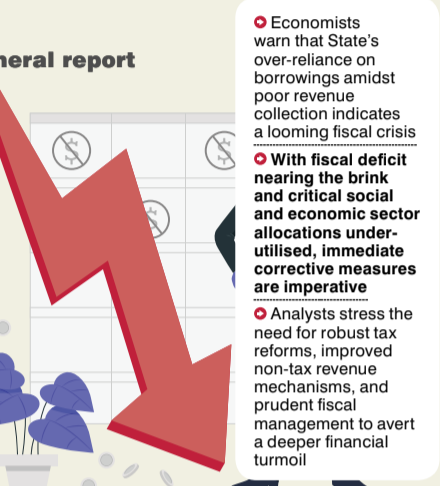 neral report
Economists
warn that State's
over-reliance on
borrowings amidst
poor revenue
collection indicates
a looming fiscal crisis
With fiscal deficit
nearing the brink
and critical social
and economic sector
allocations under-
utilised, immediate
corrective measures
are imperative
Analysts stress the
need for robust tax
reforms, improved
non-tax revenue
mechanisms, and
prudent fiscal
management to avert
a deeper financial
turmoil